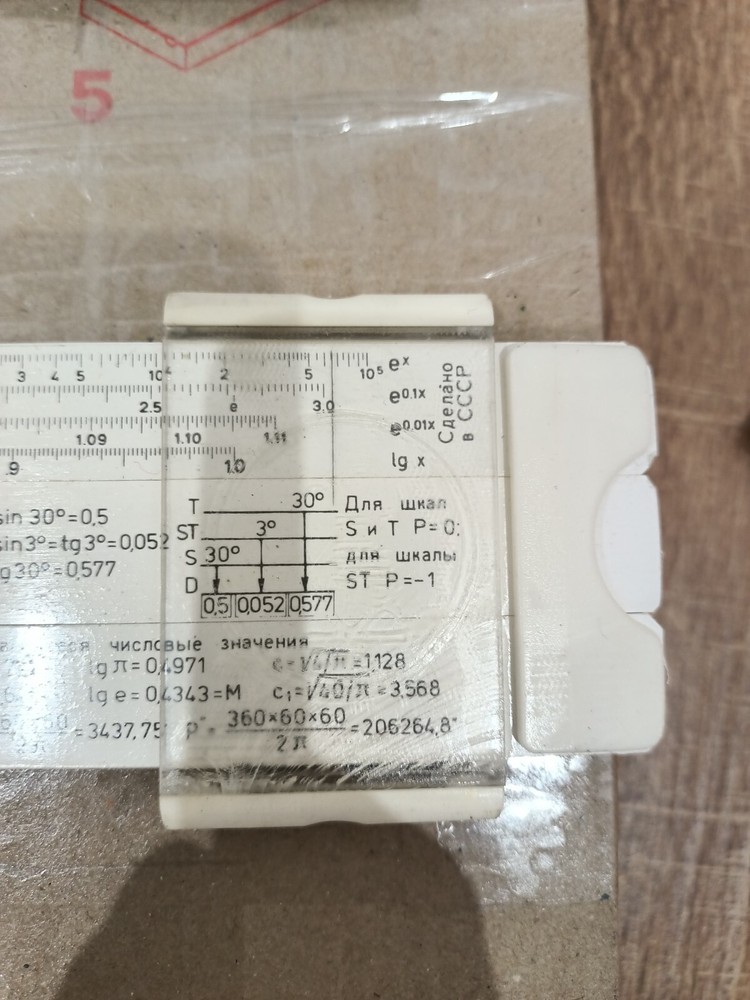 5
3 4 5 10⁴ 2 5 10⁵ eˣ
2.5 e 3.0 e^0.1x
1.09 1.10 1.11 e^0.01x
.9 1.0 lg x
Сделано
в СССР
T 30° Для шкал
sin 30°=0,5
ST 3° S и T P=0;
sin3°=tg3°=0,052
S 30° для шкалы
g30°=0,577
D ST P=-1
0,5 0,052 0,577
числовые значения
lg π=0,4971 c=√4/π=1,128
lg e=0,4343=M c₁=√40/π=3,568
=3437,75' ρ"= 360×60×60 =206264,8"
2π